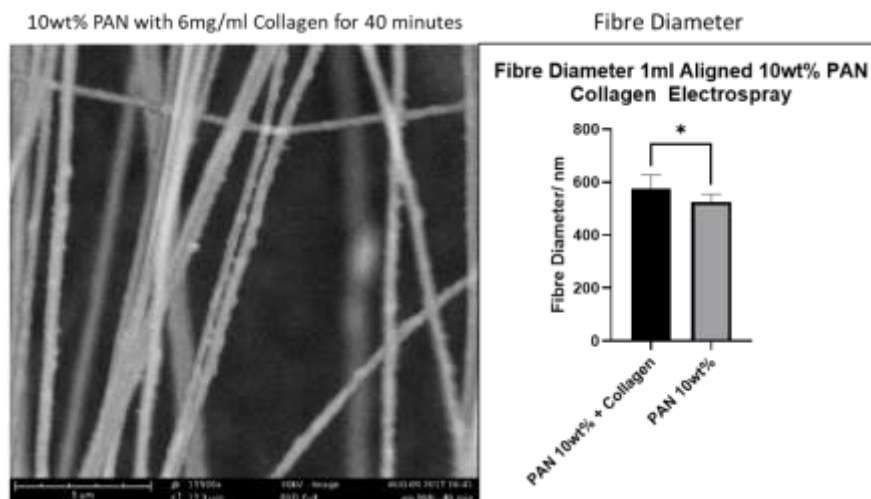 10wt% PAN with 6mg/ml Collagen for 40 minutes
Fibre Diameter
Fibre Diameter 1ml Aligned 10wt% PAN
Collagen Electrospray
800
600
400
200
0
*
Fibre Diameter/ nm
PAN 10wt% + Collagen
PAN 10wt%
5 µm